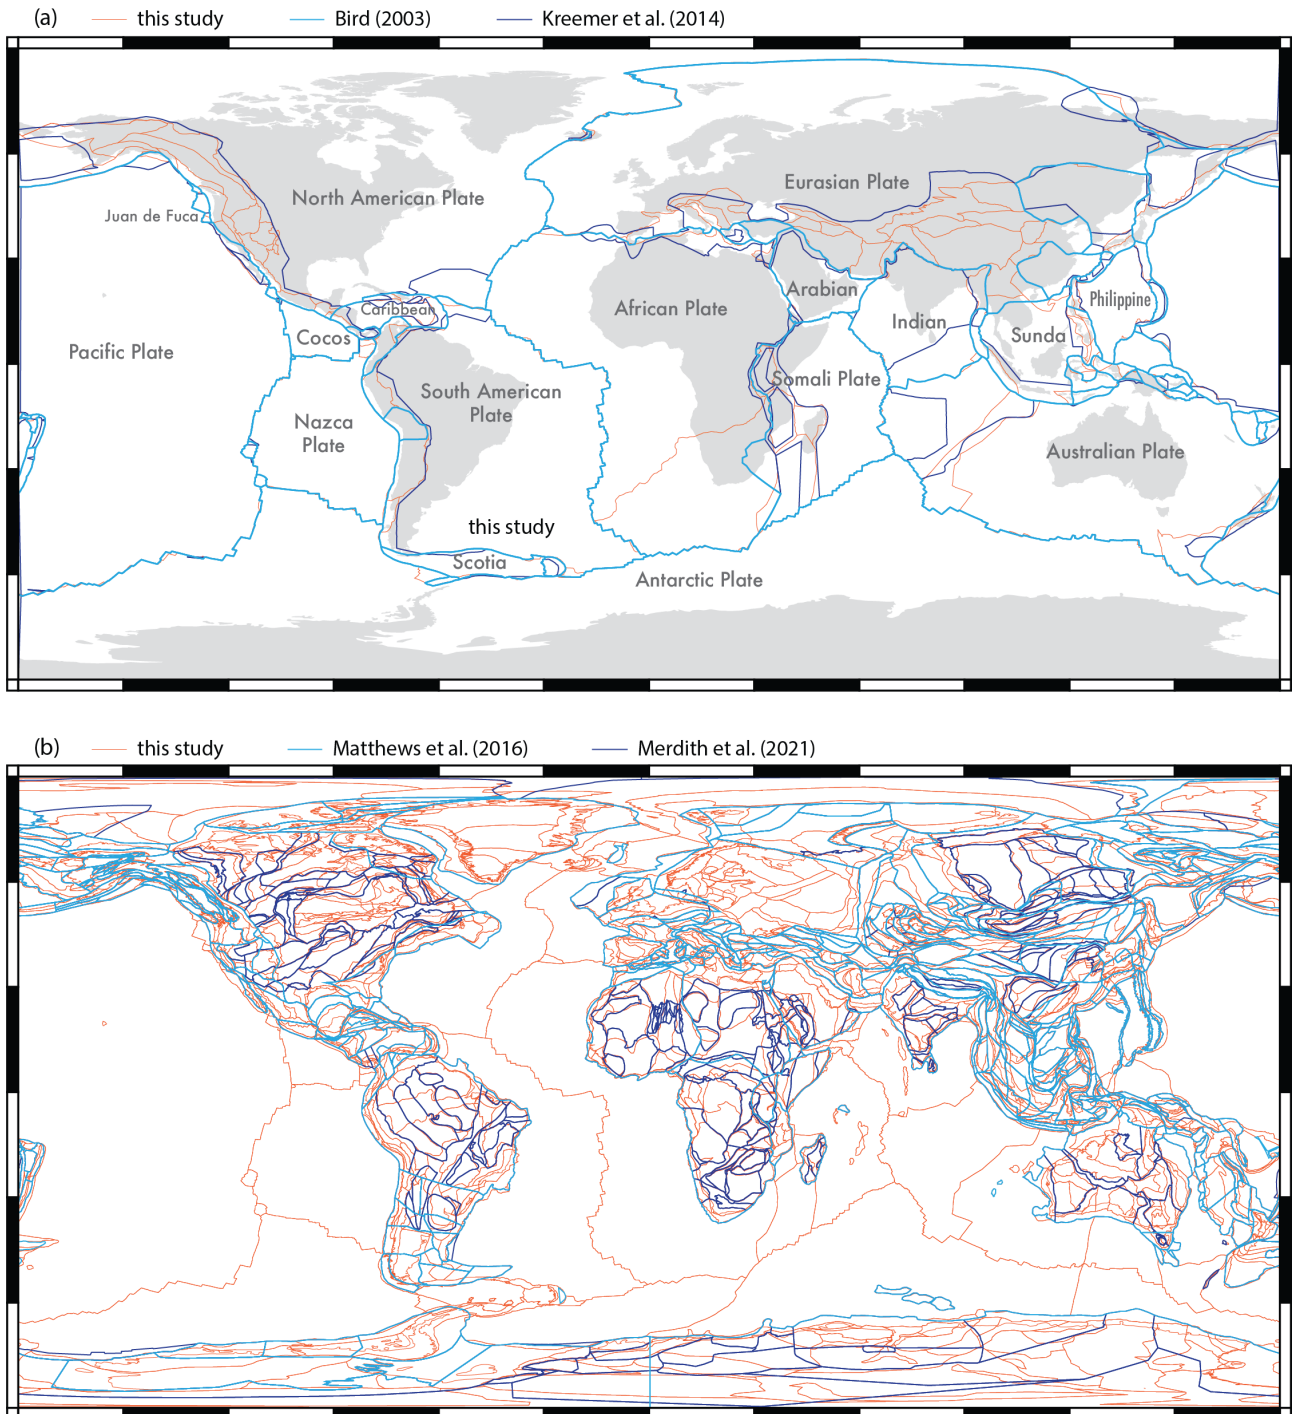 (a) this study Bird (2003) Kreemer et al. (2014)
North American Plate
Eurasian Plate
Juan de Fuca
Arabian
Philippine
Caribbean
African Plate
Indian
Cocos
Sunda
Pacific Plate
Somali Plate
South American
Plate
Nazca
Plate
Australian Plate
this study
Scotia
Antarctic Plate
(b) this study Matthews et al. (2016) Merdith et al. (2021)